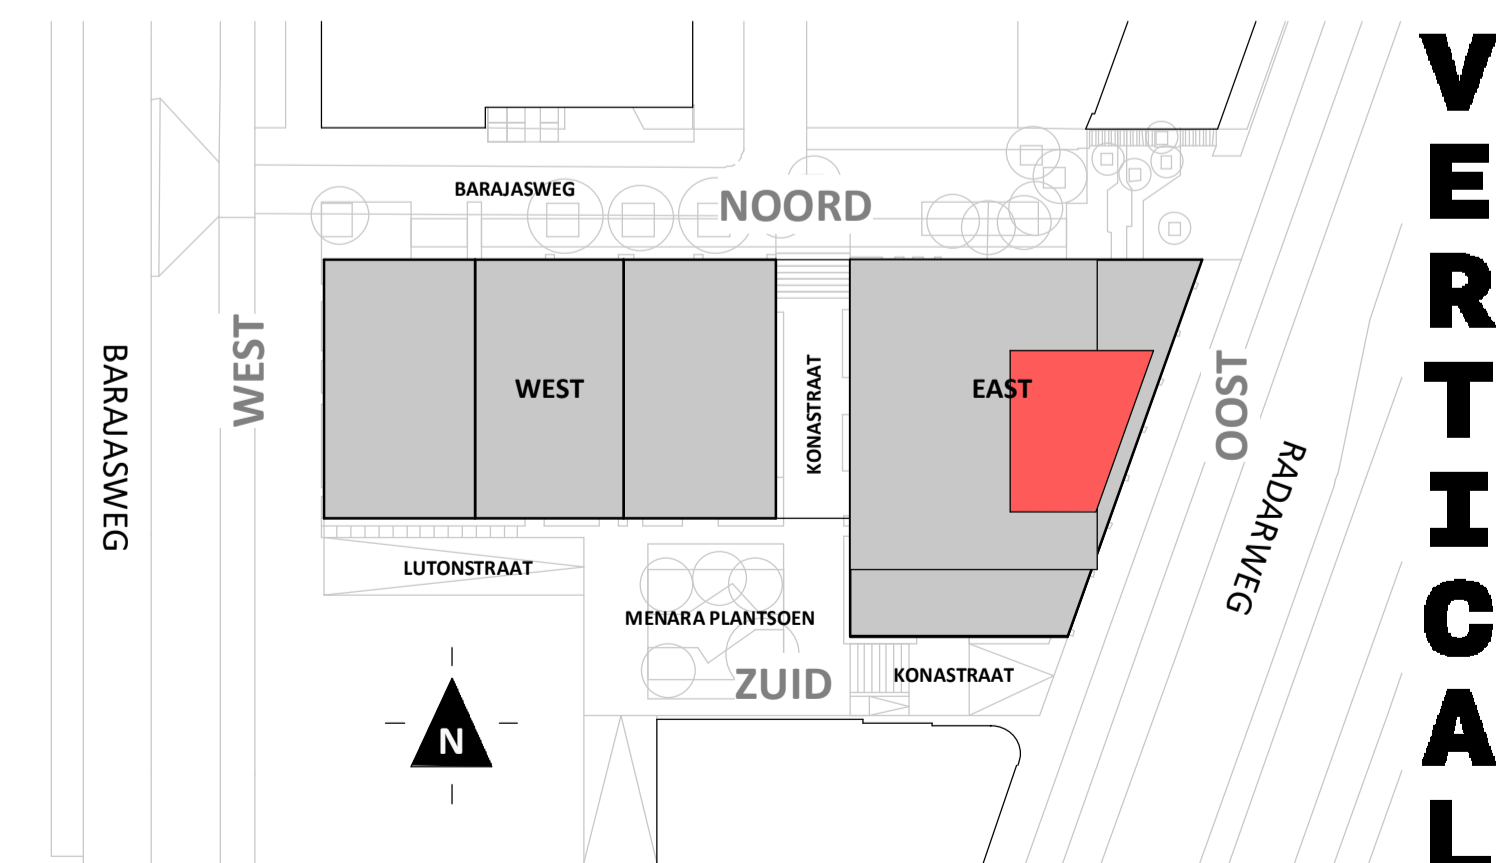 BARAJASWEG
NOORD
WEST
BARAJASWEG
WEST
KONASTRAAT
EAST
OOST
RADARWEG
LUTONSTRAAT
MENARA PLANTSOEN
ZUID
KONASTRAAT
N
VERTICAL